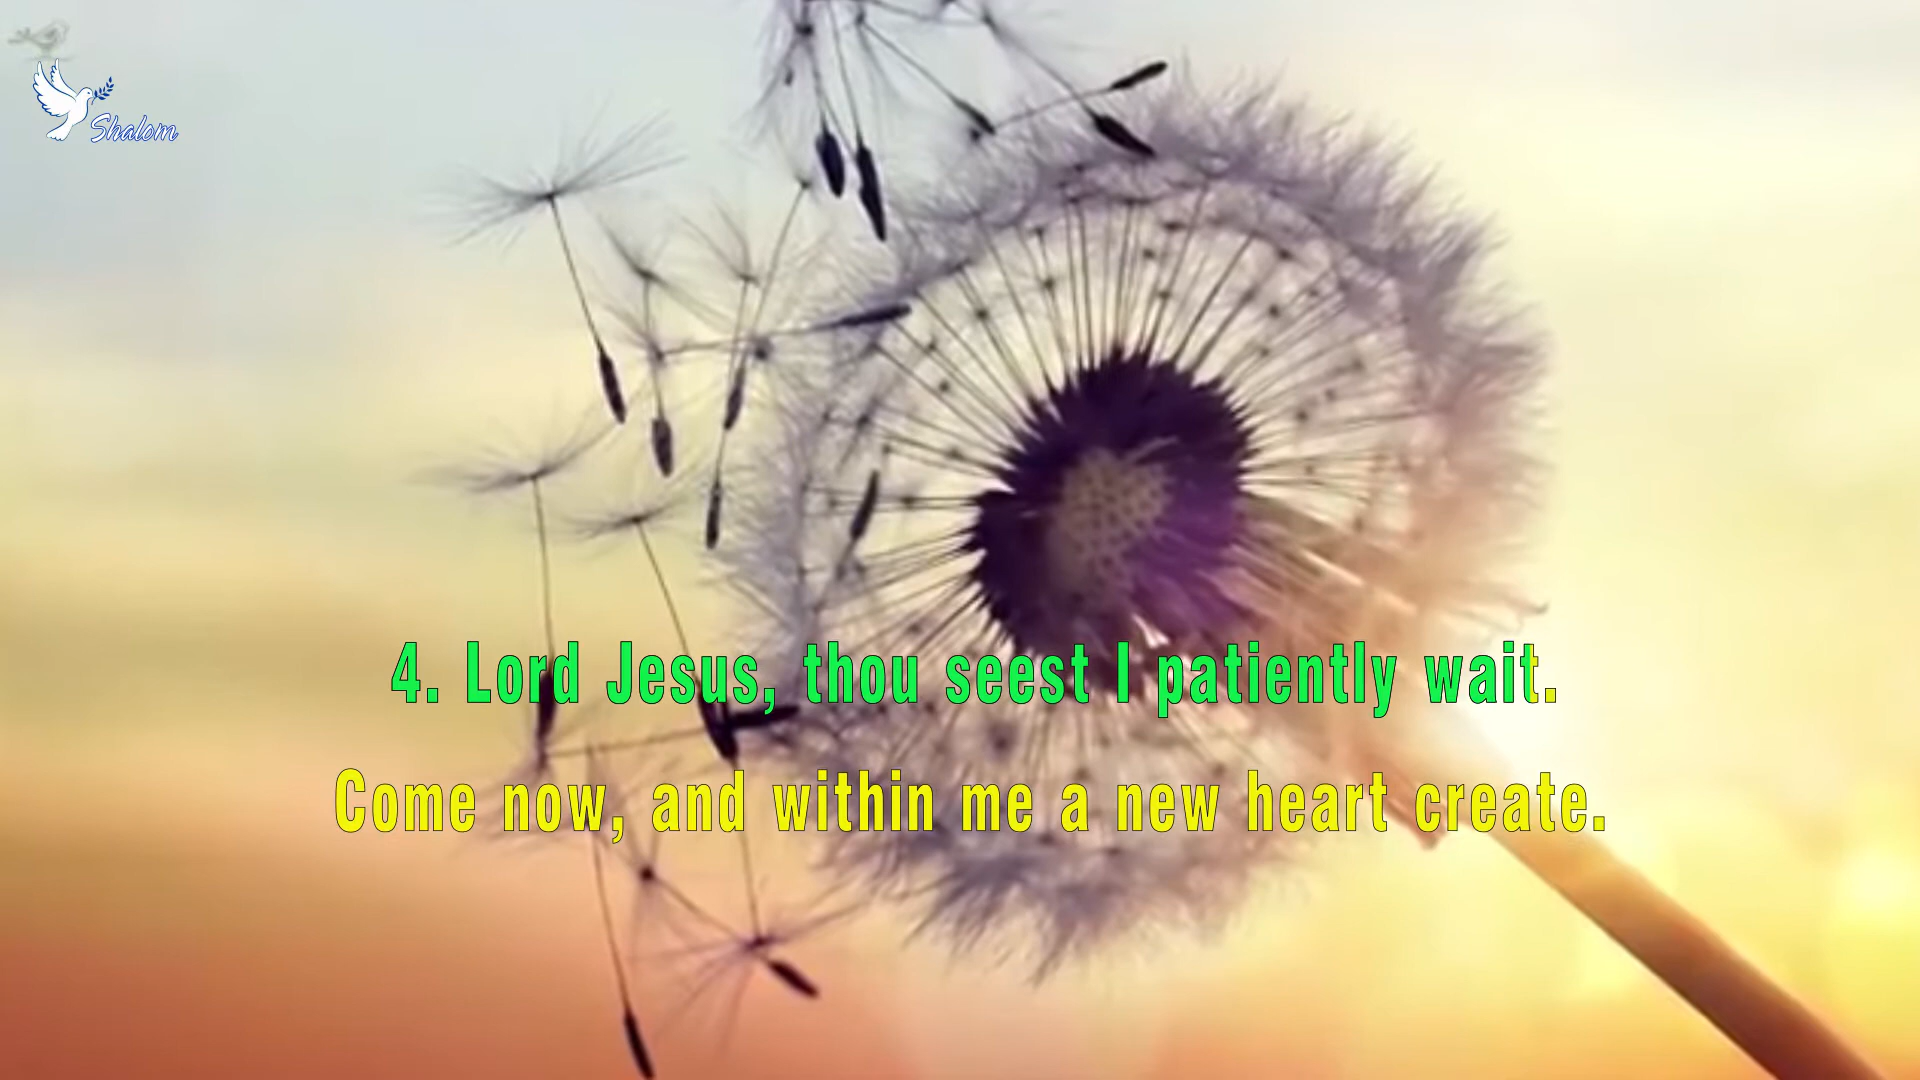 Shalom
4. Lord Jesus, thou seest I patiently wait.
Come now, and within me a new heart create.